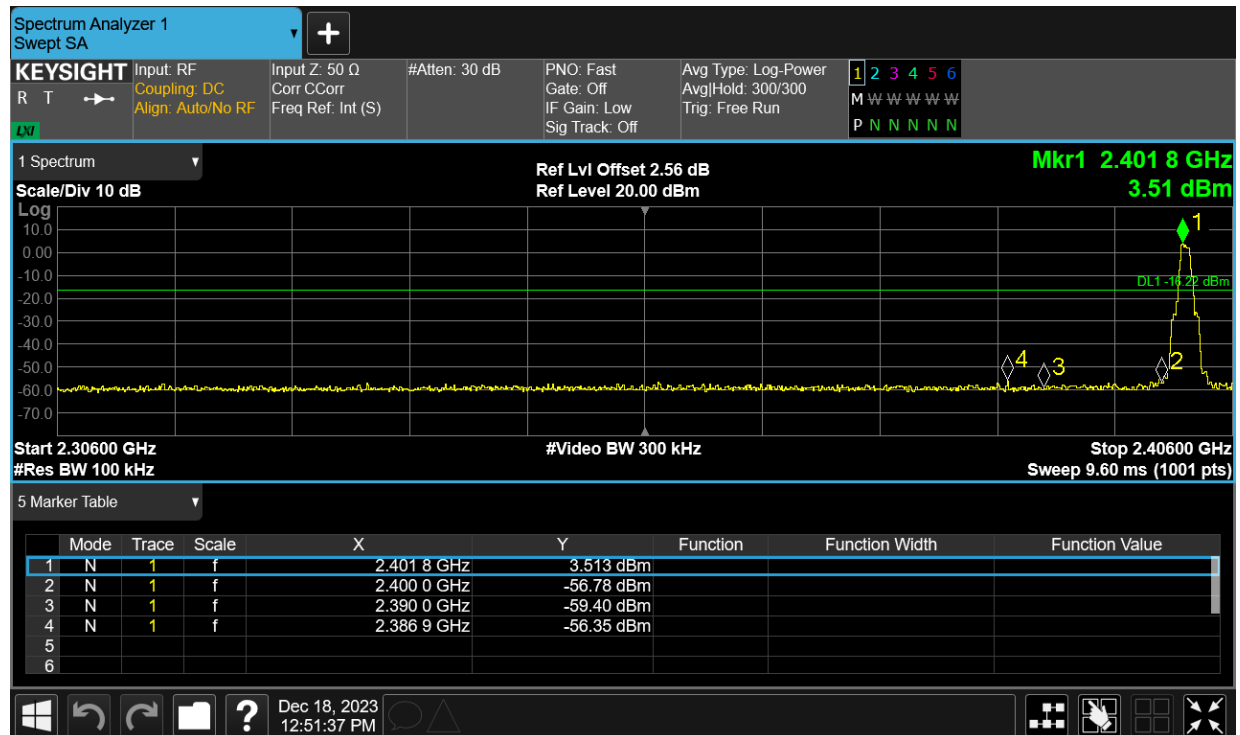 Spectrum Analyzer 1
Swept SA
+
KEYSIGHT
R T
LXI
Input: RF
Coupling: DC
Align: Auto/No RF
Input Z: 50 Ω
Corr CCorr
Freq Ref: Int (S)
#Atten: 30 dB
PNO: Fast
Gate: Off
IF Gain: Low
Sig Track: Off
Avg Type: Log-Power
Avg|Hold: 300/300
Trig: Free Run
1 2 3 4 5 6
M W W W W W
P N N N N N
1 Spectrum
Scale/Div 10 dB
Ref Lvl Offset 2.56 dB
Ref Level 20.00 dBm
Mkr1 2.401 8 GHz
3.51 dBm
Log
10.0
0.00
-10.0
-20.0
-30.0
-40.0
-50.0
-60.0
-70.0
1
DL1 -16.22 dBm
4
3
2
Start 2.30600 GHz
#Res BW 100 kHz
#Video BW 300 kHz
Stop 2.40600 GHz
Sweep 9.60 ms (1001 pts)
5 Marker Table
Mode Trace Scale X Y Function Function Width Function Value
1 N 1 f 2.401 8 GHz 3.513 dBm
2 N 1 f 2.400 0 GHz -56.78 dBm
3 N 1 f 2.390 0 GHz -59.40 dBm
4 N 1 f 2.386 9 GHz -56.35 dBm
5
6
?
Dec 18, 2023
12:51:37 PM